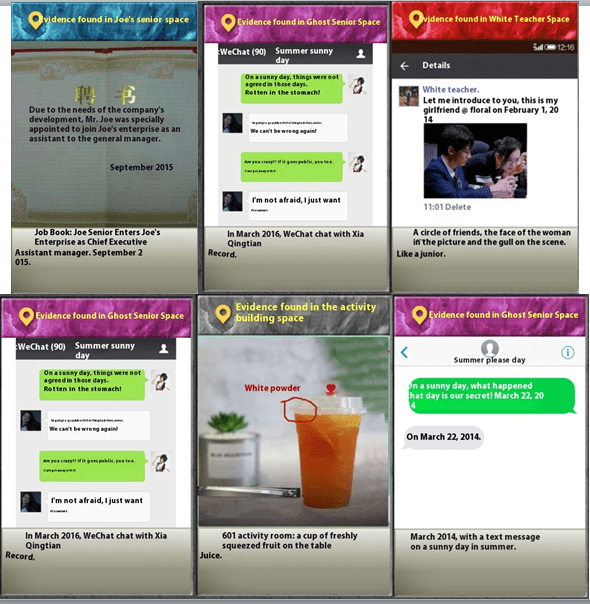 Evidence found in Joe's senior space
聘 书
Due to the needs of the company's
development, Mr. Joe was specially
appointed to join Joe's enterprise as an
assistant to the general manager.
September 2015
Job Book: Joe Senior Enters Joe's
Enterprise as Chief Executive
Assistant manager. September 2
015.
Evidence found in Ghost Senior Space
WeChat (90) Summer sunny
day
On a sunny day, things were not
agreed in those days.
Rotten in the stomach!
We can't be wrong again!
Are you crazy?! If it goes public, you too.
I'm not afraid, I just want
In March 2016, WeChat chat with Xia
Qingtian
Record.
Evidence found in White Teacher Space
12:16
Details
White teacher.
Let me introduce to you, this is my
girlfriend @ floral on February 1, 20
14
11:01 Delete
A circle of friends, the face of the woman
in the picture and the gull on the scene.
Like a junior.
Evidence found in Ghost Senior Space
WeChat (90) Summer sunny
day
On a sunny day, things were not
agreed in those days.
Rotten in the stomach!
We can't be wrong again!
Are you crazy?! If it goes public, you too.
I'm not afraid, I just want
In March 2016, WeChat chat with Xia
Qingtian
Record.
Evidence found in the activity
building space
White powder
BLUE MOUNTAIN
601 activity room: a cup of freshly
squeezed fruit on the table
Juice.
Evidence found in Ghost Senior Space
Summer please day
On a sunny day, what happened
that day is our secret! March 22, 20
14
On March 22, 2014.
March 2014, with a text message
on a sunny day in summer.